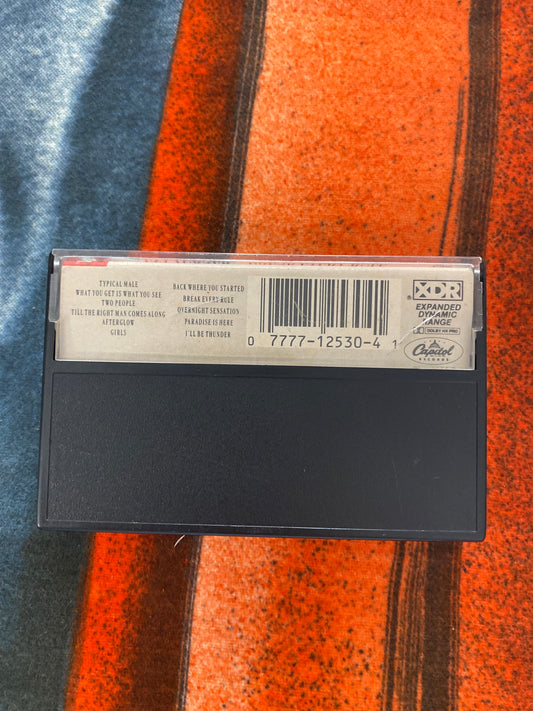 TYPICAL MALE
WHAT YOU GET IS WHAT YOU SEE
TWO PEOPLE
TILL THE RIGHT MAN COMES ALONG
AFTERGLOW
GIRLS
BACK WHERE YOU STARTED
BREAK EVERY RULE
OVERNIGHT SENSATION
PARADISE IS HERE
I'LL BE THUNDER
0 7777-12530-4 1
XDR
EXPANDED
DYNAMIC
RANGE
DOLBY HX PRO
Capitol
RECORDS